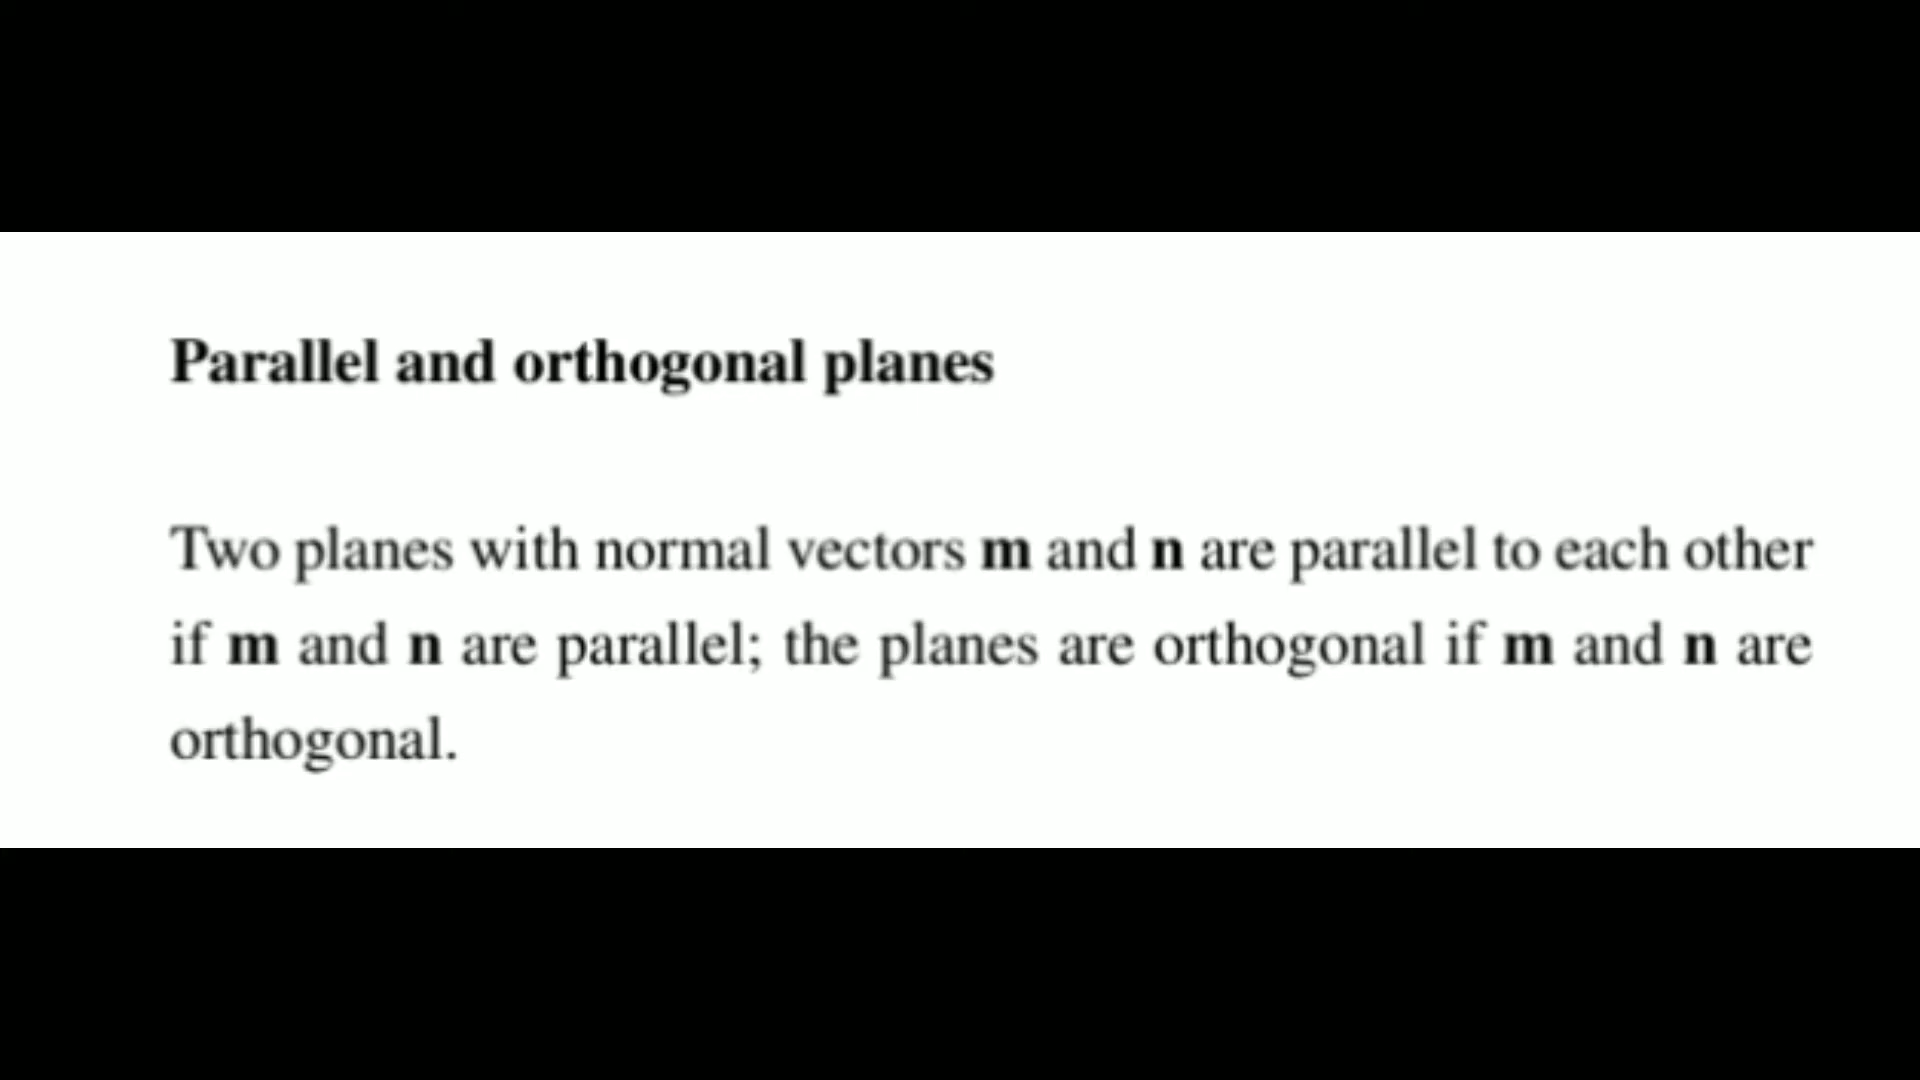 Parallel and orthogonal planes
Two planes with normal vectors m and n are parallel to each other
if m and n are parallel; the planes are orthogonal if m and n are
orthogonal.